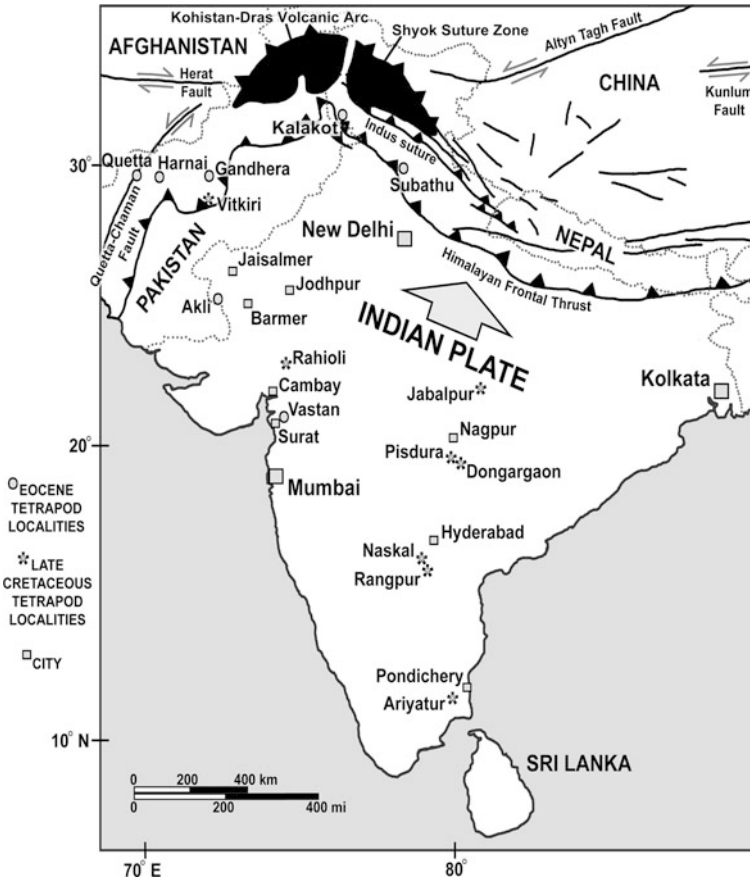 Kohistan-Dras Volcanic Arc
Shyok Suture Zone
AFGHANISTAN
Altyn Tagh Fault
Herat
Fault
CHINA
Kunlum
Fault
Kalakot
Indus suture
30°
Quetta
Harnai
Gandhera
Subathu
Vitkiri
Quetta-Chaman
Fault
New Delhi
NEPAL
PAKISTAN
Jaisalmer
Himalayan Frontal Thrust
Jodhpur
Akli
Barmer
INDIAN PLATE
Rahioli
Kolkata
Cambay
Jabalpur
Vastan
Surat
Nagpur
20°
Pisdura
Dongargaon
Mumbai
EOCENE
TETRAPOD
LOCALITIES
Hyderabad
Naskal
Rangpur
LATE
CRETACEOUS
TETRAPOD
LOCALITIES
CITY
Pondichery
Ariyatur
10° N
SRI LANKA
0 200 400 km
0 200 400 mi
70° E
80°